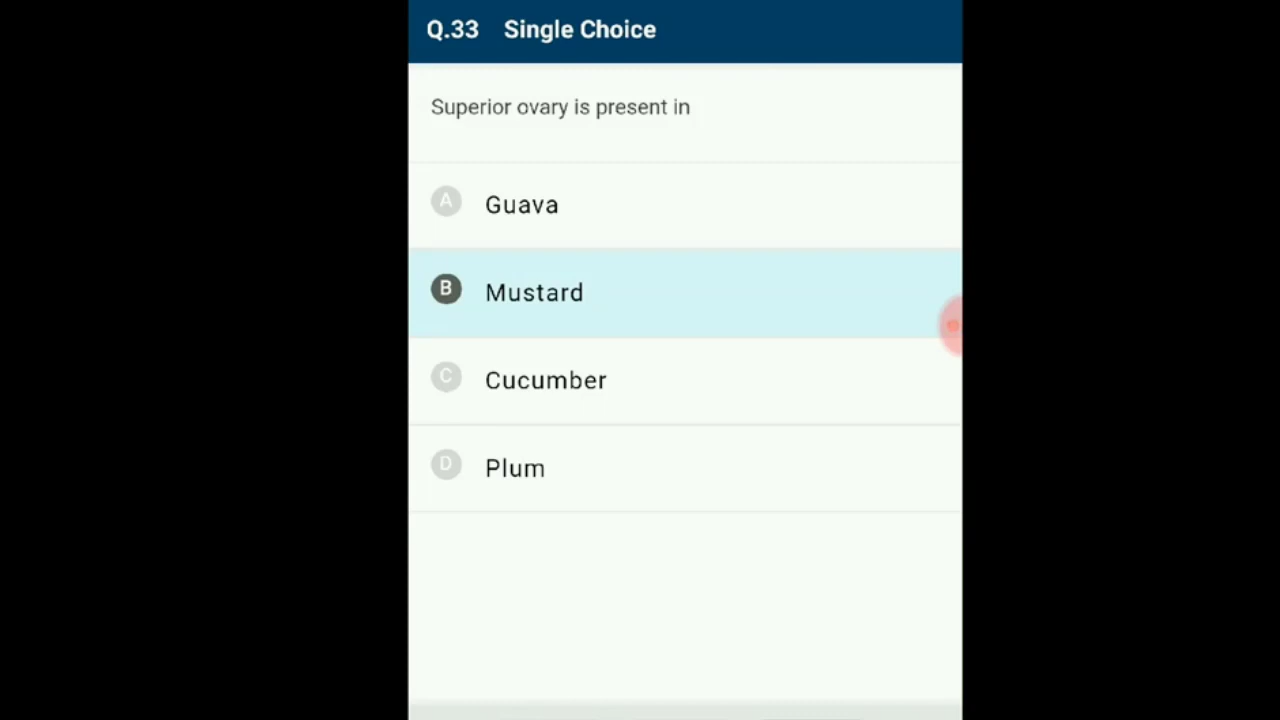 Q.33 Single Choice
Superior ovary is present in
A Guava
B Mustard
C Cucumber
D Plum